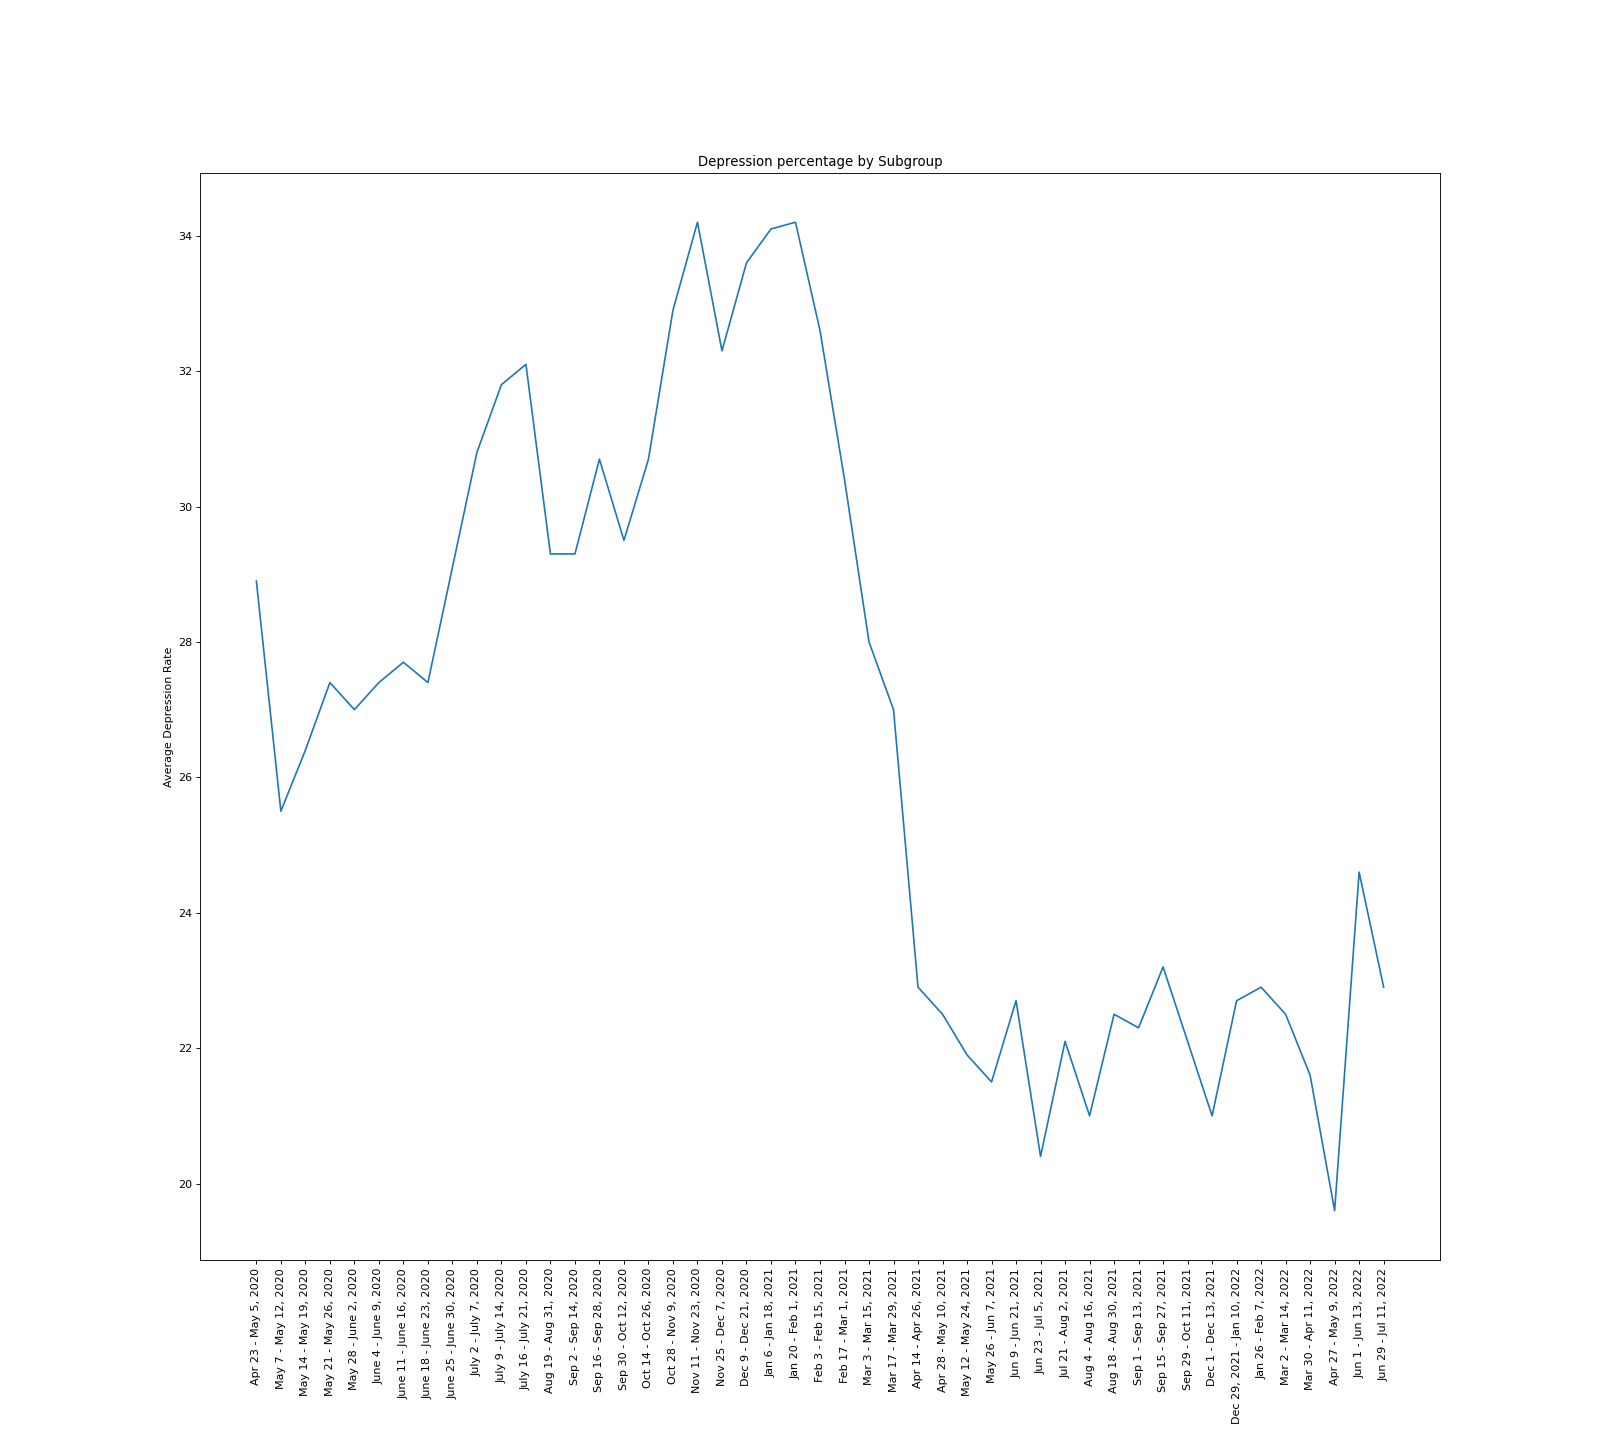 Depression percentage by Subgroup
Average Depression Rate
34
32
30
28
26
24
22
20
Apr 23 - May 5, 2020
May 7 - May 12, 2020
May 14 - May 19, 2020
May 21 - May 26, 2020
May 28 - June 2, 2020
June 4 - June 9, 2020
June 11 - June 16, 2020
June 18 - June 23, 2020
June 25 - June 30, 2020
July 2 - July 7, 2020
July 9 - July 14, 2020
July 16 - July 21, 2020
Aug 19 - Aug 31, 2020
Sep 2 - Sep 14, 2020
Sep 16 - Sep 28, 2020
Sep 30 - Oct 12, 2020
Oct 14 - Oct 26, 2020
Oct 28 - Nov 9, 2020
Nov 11 - Nov 23, 2020
Nov 25 - Dec 7, 2020
Dec 9 - Dec 21, 2020
Jan 6 - Jan 18, 2021
Jan 20 - Feb 1, 2021
Feb 3 - Feb 15, 2021
Feb 17 - Mar 1, 2021
Mar 3 - Mar 15, 2021
Mar 17 - Mar 29, 2021
Apr 14 - Apr 26, 2021
Apr 28 - May 10, 2021
May 12 - May 24, 2021
May 26 - Jun 7, 2021
Jun 9 - Jun 21, 2021
Jun 23 - Jul 5, 2021
Jul 21 - Aug 2, 2021
Aug 4 - Aug 16, 2021
Aug 18 - Aug 30, 2021
Sep 1 - Sep 13, 2021
Sep 15 - Sep 27, 2021
Sep 29 - Oct 11, 2021
Dec 1 - Dec 13, 2021
Dec 29, 2021 - Jan 10, 2022
Jan 26 - Feb 7, 2022
Mar 2 - Mar 14, 2022
Mar 30 - Apr 11, 2022
Apr 27 - May 9, 2022
Jun 1 - Jun 13, 2022
Jun 29 - Jul 11, 2022